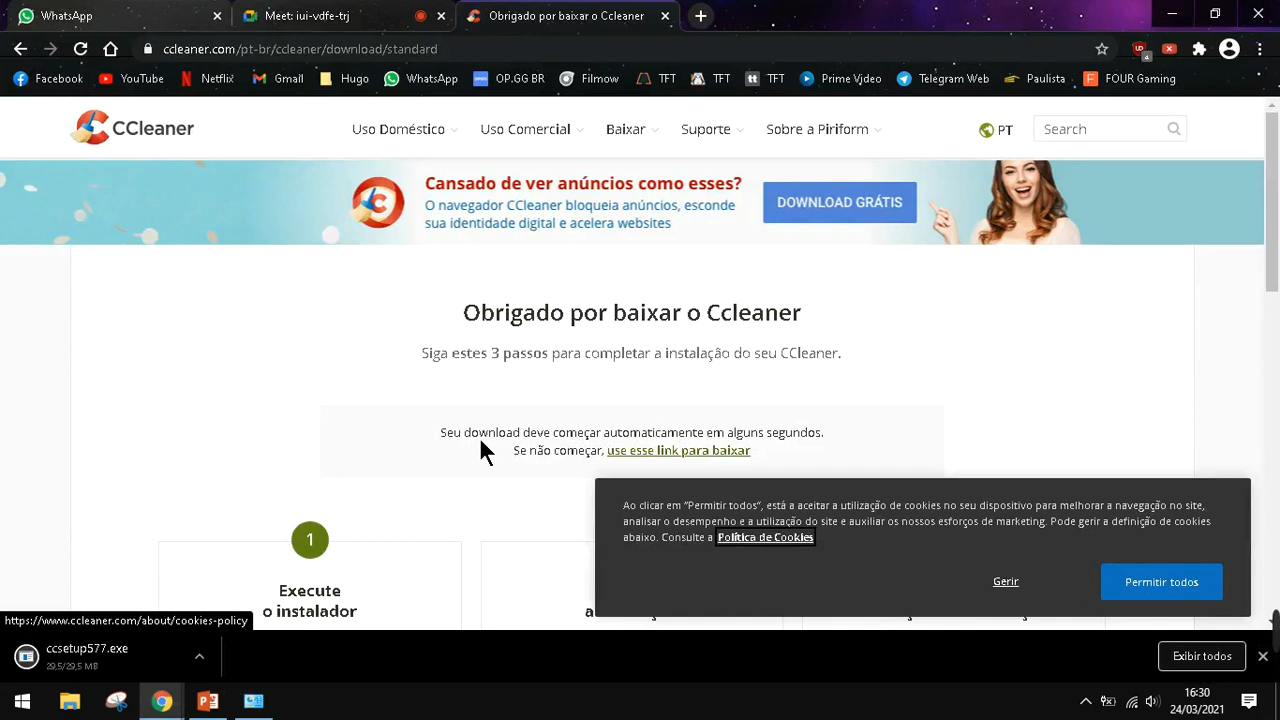 WhatsApp
Meet: iui-vdfe-trj
Obrigado por baixar o CCleaner
ccleaner.com/pt-br/ccleaner/download/standard
Facebook
YouTube
Netflix
Gmail
Hugo
WhatsApp
OP.GG BR
Filmow
TFT
TFT
TFT
Prime Video
Telegram Web
Paulista
FOUR Gaming
CCleaner
Uso Doméstico
Uso Comercial
Baixar
Suporte
Sobre a Piriform
PT
Search
Cansado de ver anúncios como esses?
O navegador CCleaner bloqueia anúncios, esconde
sua identidade digital e acelera websites
DOWNLOAD GRÁTIS
Obrigado por baixar o Ccleaner
Siga estes 3 passos para completar a instalação do seu CCleaner.
Seu download deve começar automaticamente em alguns segundos.
Se não começar, use esse link para baixar
1
Execute
o instalador
Ao clicar em "Permitir todos", está a aceitar a utilização de cookies no seu dispositivo para melhorar a navegação no site,
analisar o desempenho e a utilização do site e auxiliar os nossos esforços de marketing. Pode gerir a definição de cookies
abaixo. Consulte a Política de Cookies
Gerir
Permitir todos
https://www.ccleaner.com/about/cookies-policy
ccsetup577.exe
29,5/29,5 MB
Exibir todos
16:30
24/03/2021